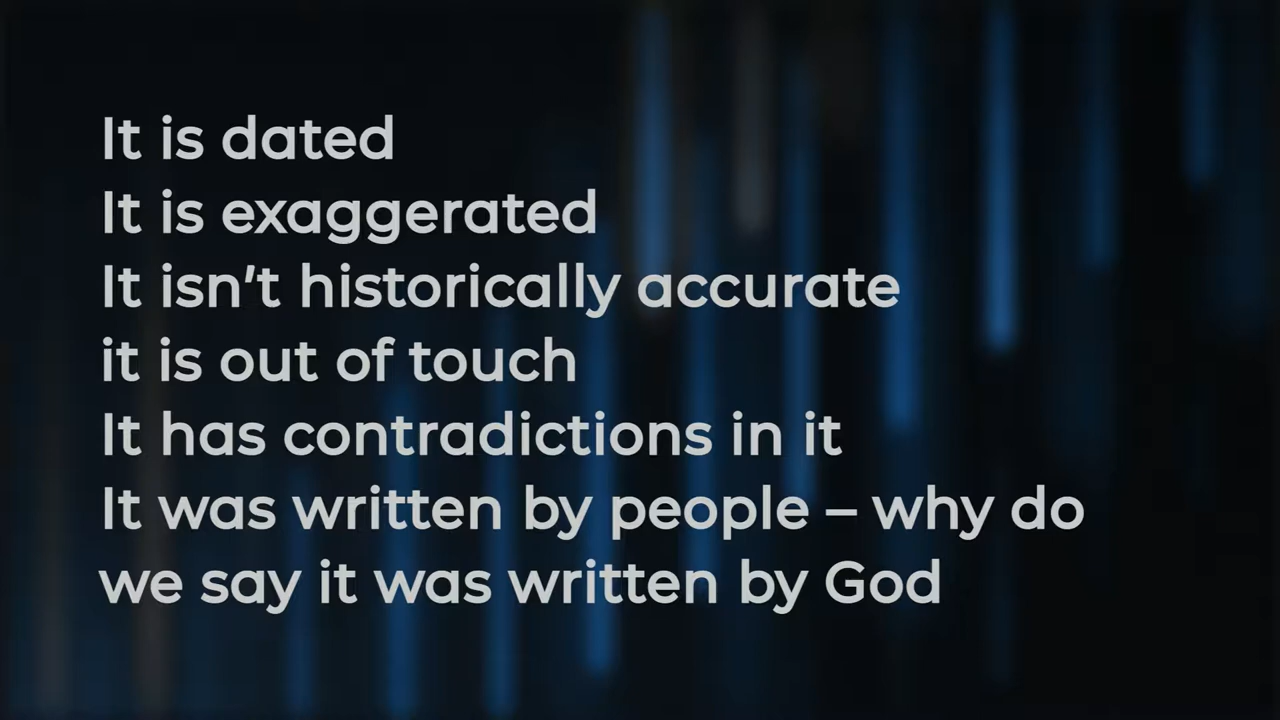 It is dated
It is exaggerated
It isn’t historically accurate
it is out of touch
It has contradictions in it
It was written by people – why do
we say it was written by God